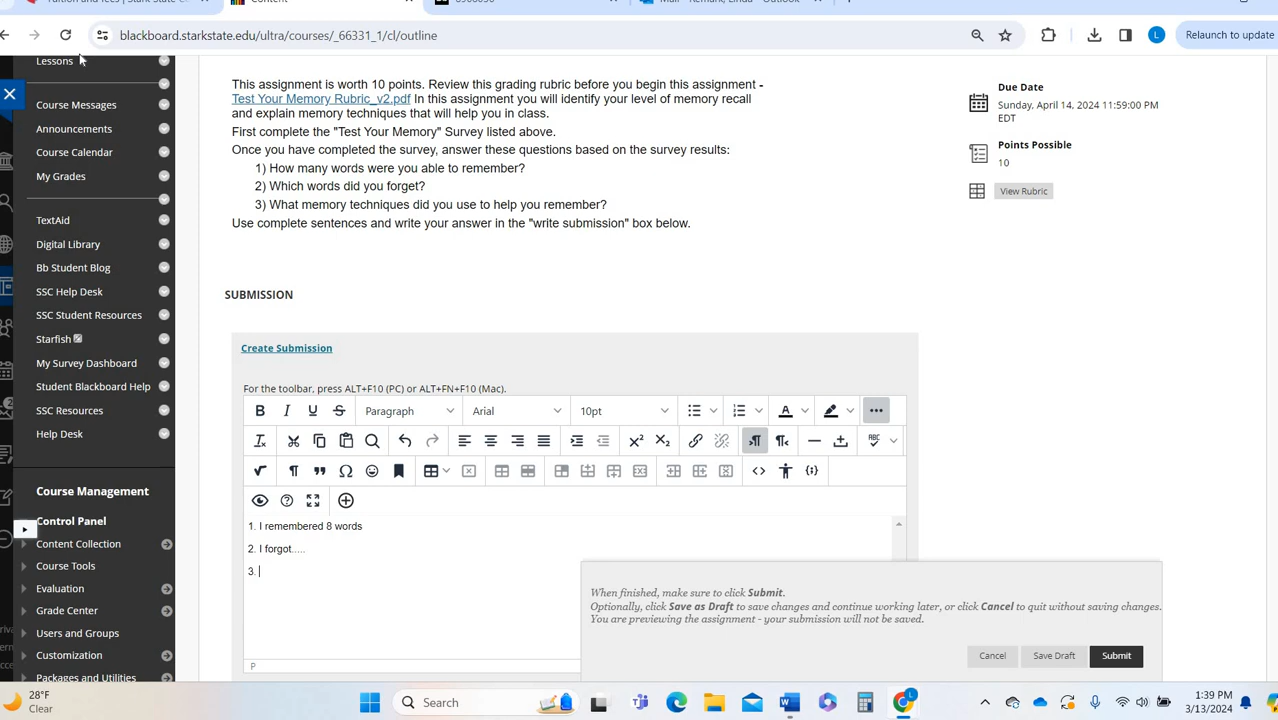 Content
blackboard.starkstate.edu/ultra/courses/_66331_1/cl/outline
L
Relaunch to update
Lessons
Course Messages
Announcements
Course Calendar
My Grades
TextAid
Digital Library
Bb Student Blog
SSC Help Desk
SSC Student Resources
Starfish
My Survey Dashboard
Student Blackboard Help
SSC Resources
Help Desk
Course Management
Control Panel
Content Collection
Course Tools
Evaluation
Grade Center
Users and Groups
Customization
Packages and Utilities
This assignment is worth 10 points. Review this grading rubric before you begin this assignment -
Test Your Memory Rubric_v2.pdf In this assignment you will identify your level of memory recall
and explain memory techniques that will help you in class.
First complete the "Test Your Memory" Survey listed above.
Once you have completed the survey, answer these questions based on the survey results:
1) How many words were you able to remember?
2) Which words did you forget?
3) What memory techniques did you use to help you remember?
Use complete sentences and write your answer in the "write submission" box below.
Due Date
Sunday, April 14, 2024 11:59:00 PM
EDT
Points Possible
10
View Rubric
SUBMISSION
Create Submission
For the toolbar, press ALT+F10 (PC) or ALT+FN+F10 (Mac).
B I U S Paragraph Arial 10pt
1. I remembered 8 words
2. I forgot.....
3.
P
When finished, make sure to click Submit.
Optionally, click Save as Draft to save changes and continue working later, or click Cancel to quit without saving changes.
You are previewing the assignment - your submission will not be saved.
Cancel Save Draft Submit
28°F
Clear
Search
1:39 PM
3/13/2024